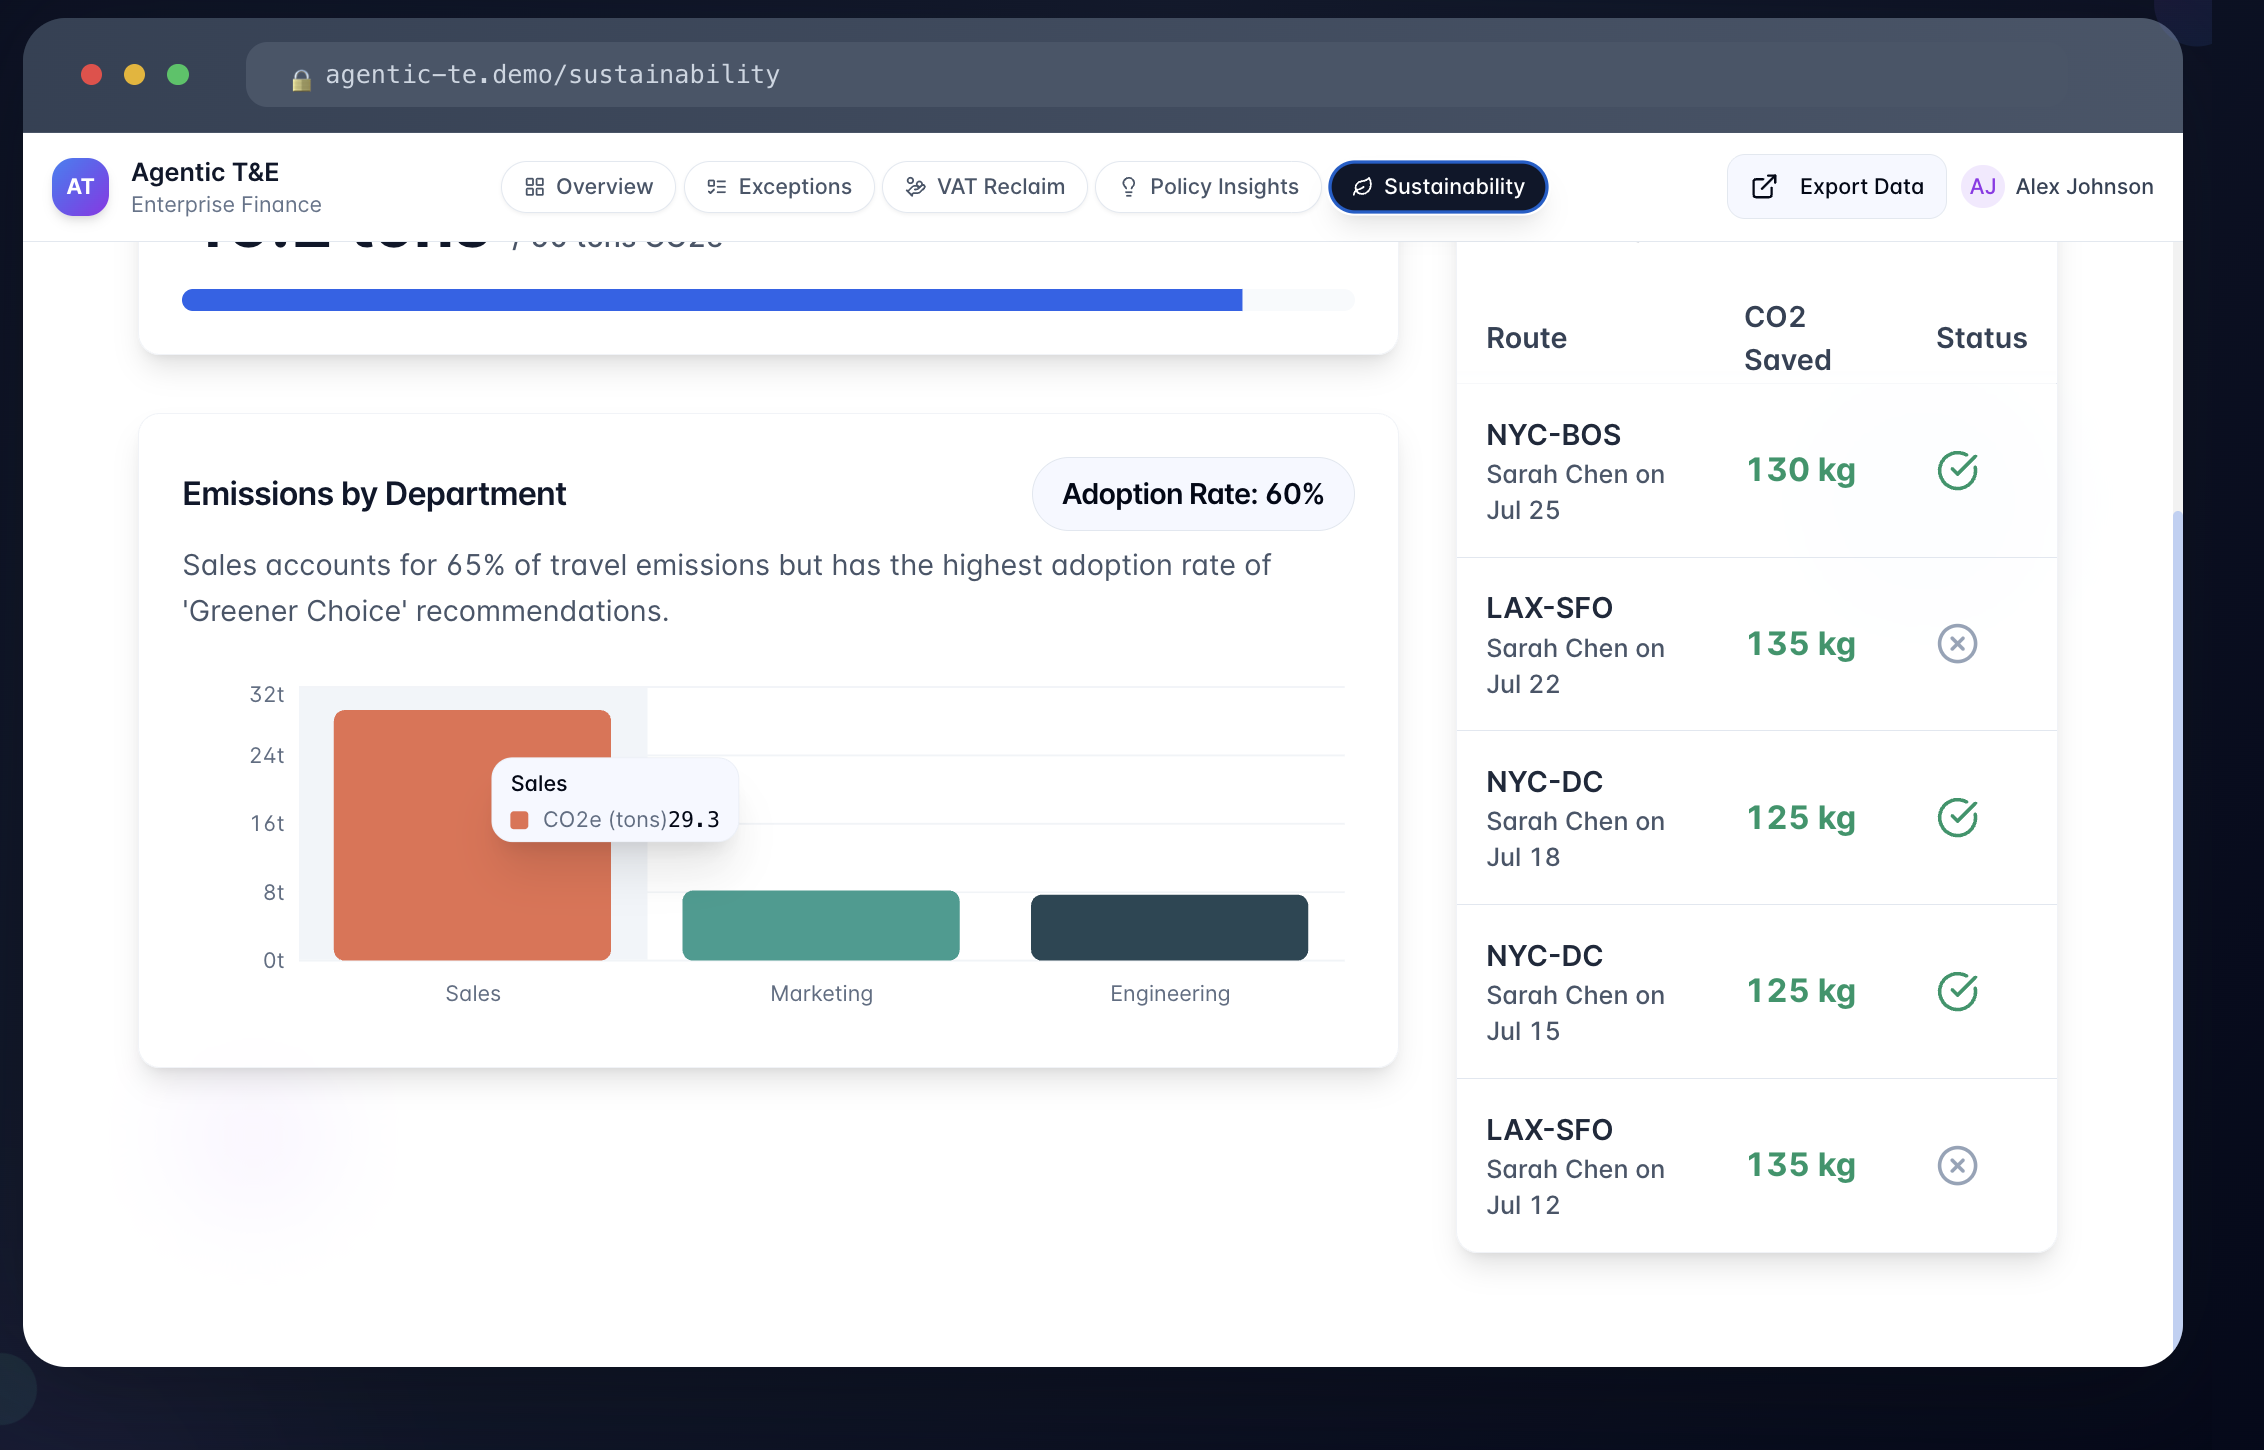 agentic-te.demo/sustainability
AT
Agentic T&E
Enterprise Finance
Overview
Exceptions
VAT Reclaim
Policy Insights
Sustainability
Export Data
AJ
Alex Johnson
tons
Emissions by Department
Adoption Rate: 60%
Sales accounts for 65% of travel emissions but has the highest adoption rate of
'Greener Choice' recommendations.
32t
24t
16t
8t
0t
Sales
CO2e (tons)29.3
Sales
Marketing
Engineering
Route
CO2
Saved
Status
NYC-BOS
Sarah Chen on
Jul 25
130 kg
LAX-SFO
Sarah Chen on
Jul 22
135 kg
NYC-DC
Sarah Chen on
Jul 18
125 kg
NYC-DC
Sarah Chen on
Jul 15
125 kg
LAX-SFO
Sarah Chen on
Jul 12
135 kg